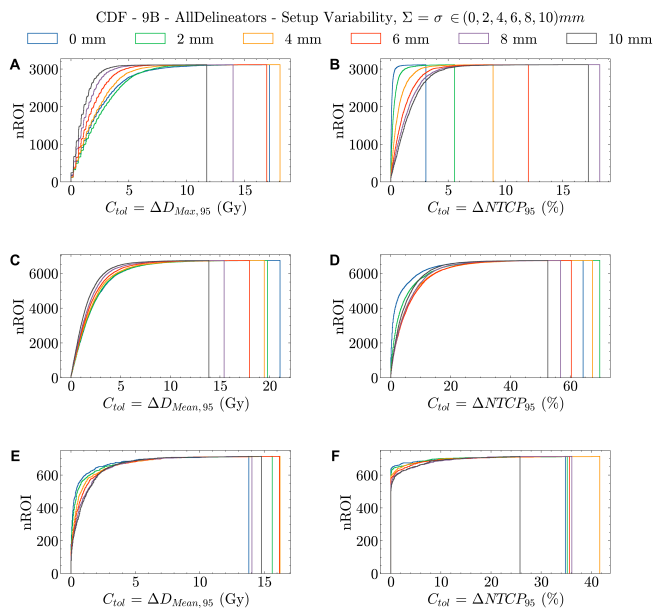 CDF - 9B - AllDelineators - Setup Variability, Σ = σ ∈ (0, 2, 4, 6, 8, 10)mm
0 mm 2 mm 4 mm 6 mm 8 mm 10 mm
A
3000
2000
1000
0
nROI
0 5 10 15
C_tol = ΔD_Max,95 (Gy)
B
3000
2000
1000
0
nROI
0 5 10 15
C_tol = ΔNTCP_95 (%)
C
6000
4000
2000
0
nROI
0 5 10 15 20
C_tol = ΔD_Mean,95 (Gy)
D
6000
4000
2000
0
nROI
0 20 40 60
C_tol = ΔNTCP_95 (%)
E
600
400
200
0
nROI
0 5 10 15
C_tol = ΔD_Mean,95 (Gy)
F
600
400
200
0
nROI
0 10 20 30 40
C_tol = ΔNTCP_95 (%)